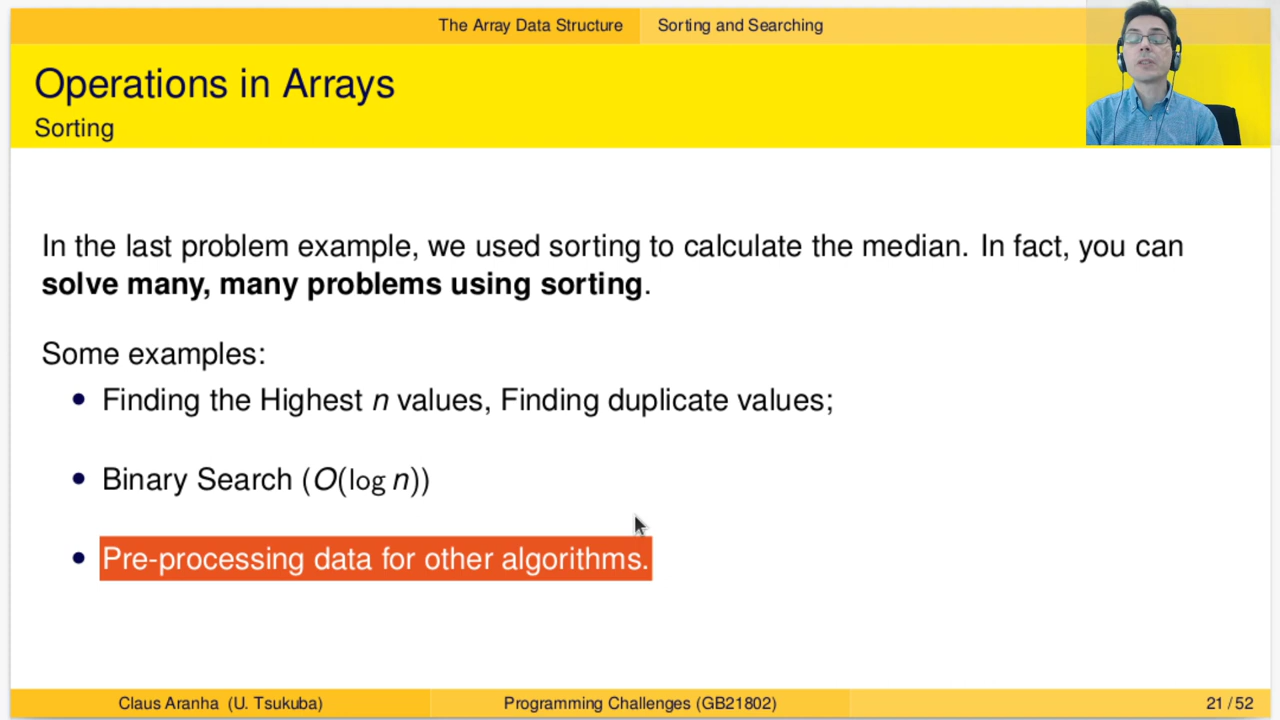 The Array Data Structure Sorting and Searching
Operations in Arrays
Sorting
In the last problem example, we used sorting to calculate the median. In fact, you can
solve many, many problems using sorting.
Some examples:
• Finding the Highest n values, Finding duplicate values;
• Binary Search (O(log n))
• Pre-processing data for other algorithms.
Claus Aranha (U. Tsukuba) Programming Challenges (GB21802) 21 / 52